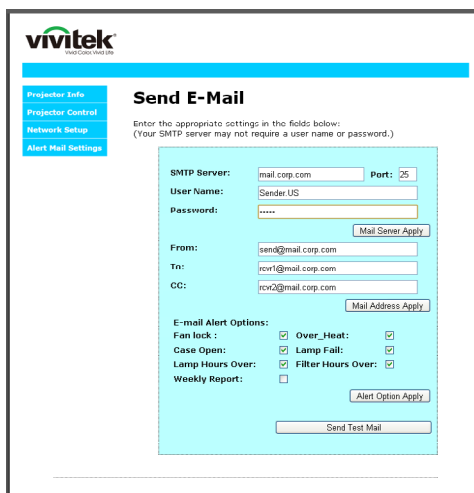 vivitek
Vivid Color, Vivid Life
Projector Info
Projector Control
Network Setup
Alert Mail Settings
Send E-Mail
Enter the appropriate settings in the fields below:
(Your SMTP server may not require a user name or password.)
SMTP Server: mail.corp.com Port: 25
User Name: Sender.US
Password: •••••
Mail Server Apply
From: send@mail.corp.com
To: rcvr1@mail.corp.com
CC: rcvr2@mail.corp.com
Mail Address Apply
E-mail Alert Options:
Fan lock : Over_Heat:
Case Open: Lamp Fail:
Lamp Hours Over: Filter Hours Over:
Weekly Report:
Alert Option Apply
Send Test Mail